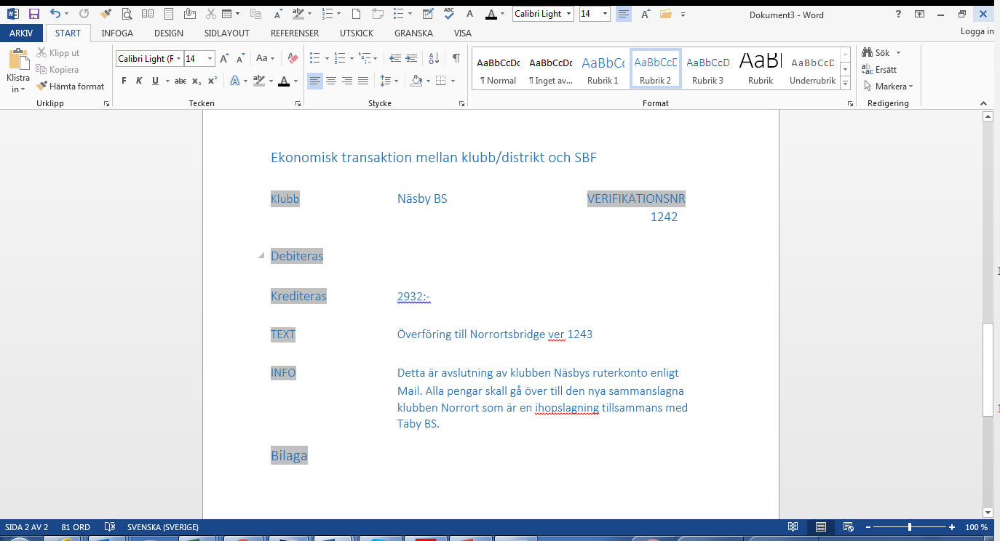 Dokument3 - Word
Calibri Light 14
ARKIV START INFOGA DESIGN SIDLAYOUT REFERENSER UTSKICK GRANSKA VISA Logga in
Klistra in
Klipp ut
Kopiera
Hämta format
Urklipp
Calibri Light (R 14
F K U abc x₂ x²
Tecken
Stycke
AaBbCcDc AaBbCcDc AaBbCc AaBbCcD AaBbCcD AaBl AaBbCcD
¶ Normal ¶ Inget av... Rubrik 1 Rubrik 2 Rubrik 3 Rubrik Underrubrik
Format
Sök
Ersätt
Markera
Redigering
Ekonomisk transaktion mellan klubb/distrikt och SBF
Klubb Näsby BS VERIFIKATIONSNR
1242
Debiteras
Krediteras 2932:-
TEXT Överföring till Norrortsbridge ver 1243
INFO Detta är avslutning av klubben Näsbys ruterkonto enligt
Mail. Alla pengar skall gå över till den nya sammanslagna
klubben Norrort som är en ihopslagning tillsammans med
Täby BS.
Bilaga
SIDA 2 AV 2 81 ORD SVENSKA (SVERIGE) 100 %